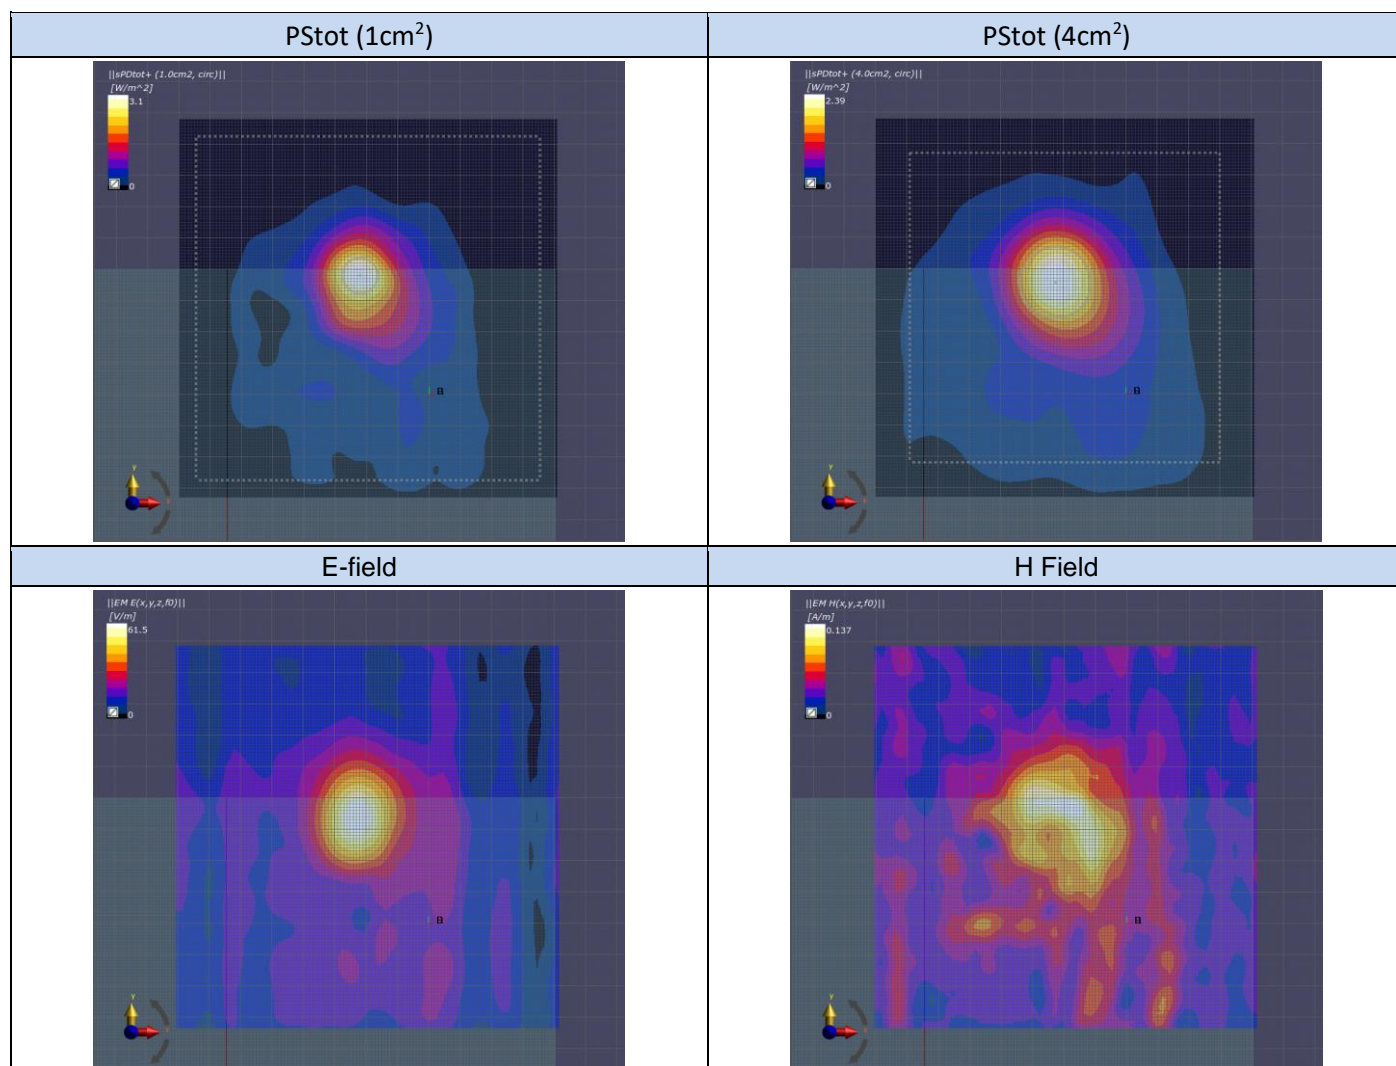 PStot (1cm²)
PStot (4cm²)
||sPDtot+ (1.0cm2, circ)||
[W/m^2]
3.1
0
y
||sPDtot+ (4.0cm2, circ)||
[W/m^2]
2.39
0
y
E-field
H Field
||EM E(x,y,z,f0)||
[V/m]
61.5
0
y
||EM H(x,y,z,f0)||
[A/m]
0.137
0
y